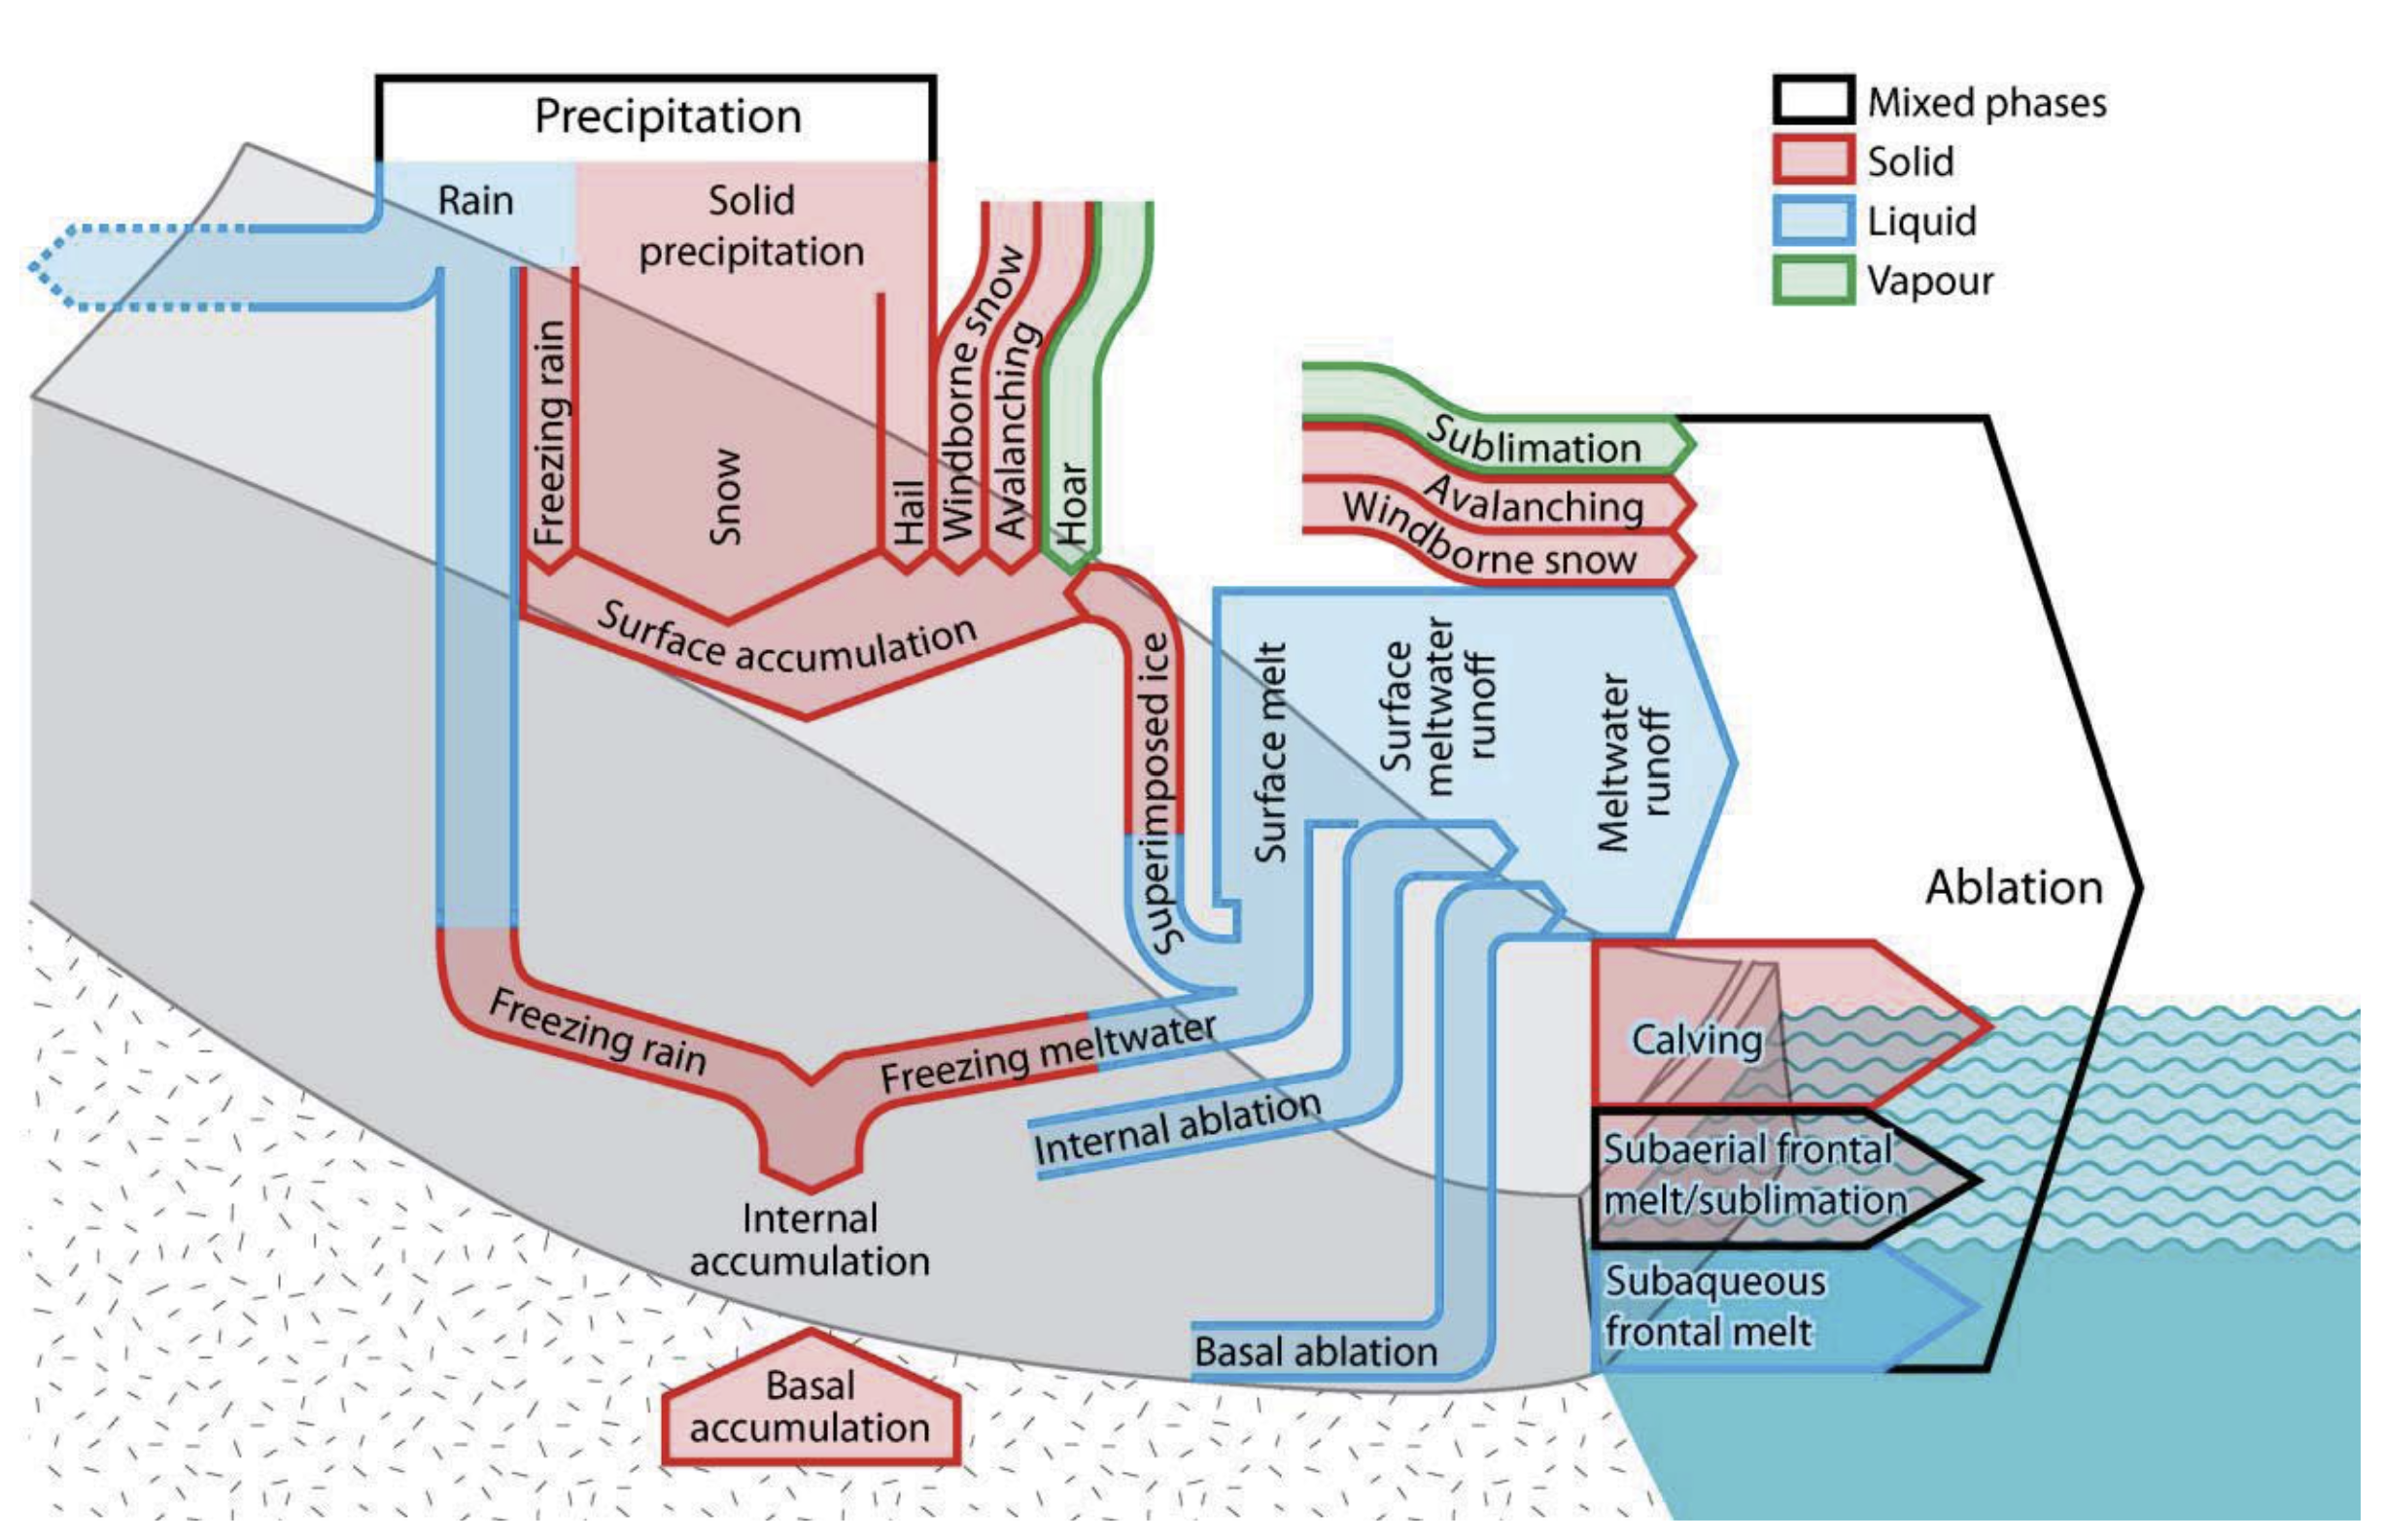 Precipitation
Rain
Solid
precipitation
Freezing rain
Snow
Hail
Windborne snow
Avalanching
Hoar
Surface accumulation
Superimposed ice
Mixed phases
Solid
Liquid
Vapour
Sublimation
Avalanching
Windborne snow
Surface melt
Surface
meltwater
runoff
Meltwater
runoff
Ablation
Freezing rain
Freezing meltwater
Internal ablation
Internal
accumulation
Basal ablation
Basal
accumulation
Calving
Subaerial frontal
melt/sublimation
Subaqueous
frontal melt